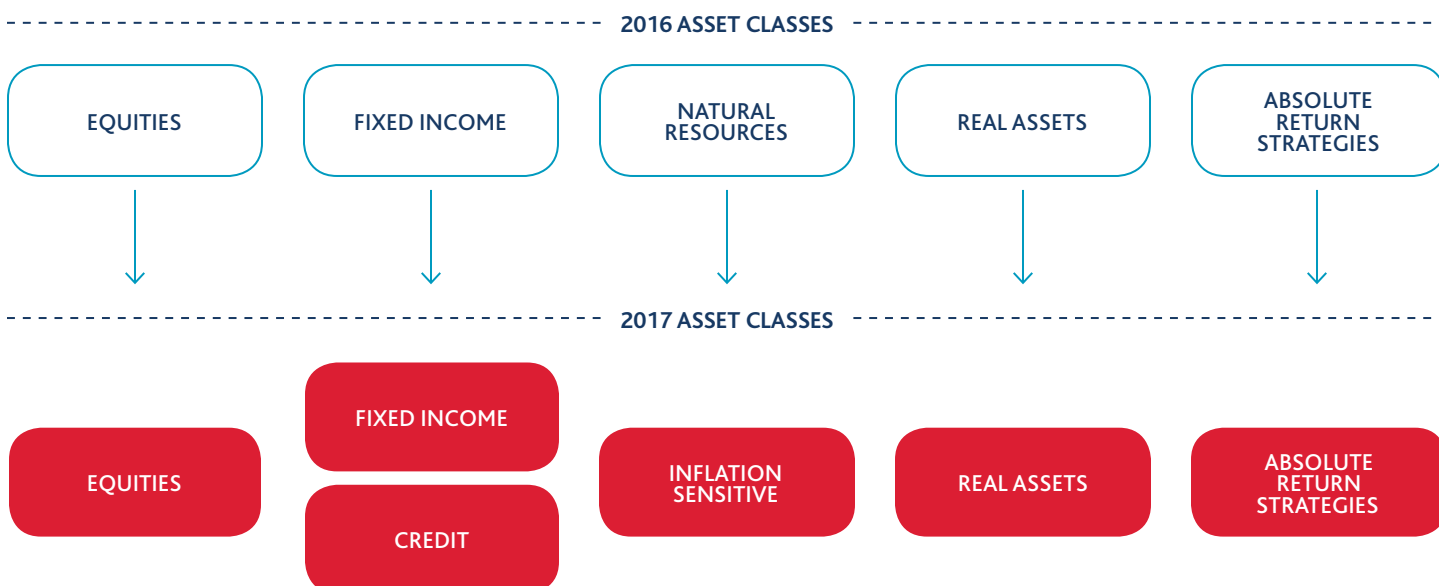 2016 ASSET CLASSES
EQUITIES
FIXED INCOME
NATURAL
RESOURCES
REAL ASSETS
ABSOLUTE
RETURN
STRATEGIES
2017 ASSET CLASSES
EQUITIES
FIXED INCOME
CREDIT
INFLATION
SENSITIVE
REAL ASSETS
ABSOLUTE
RETURN
STRATEGIES